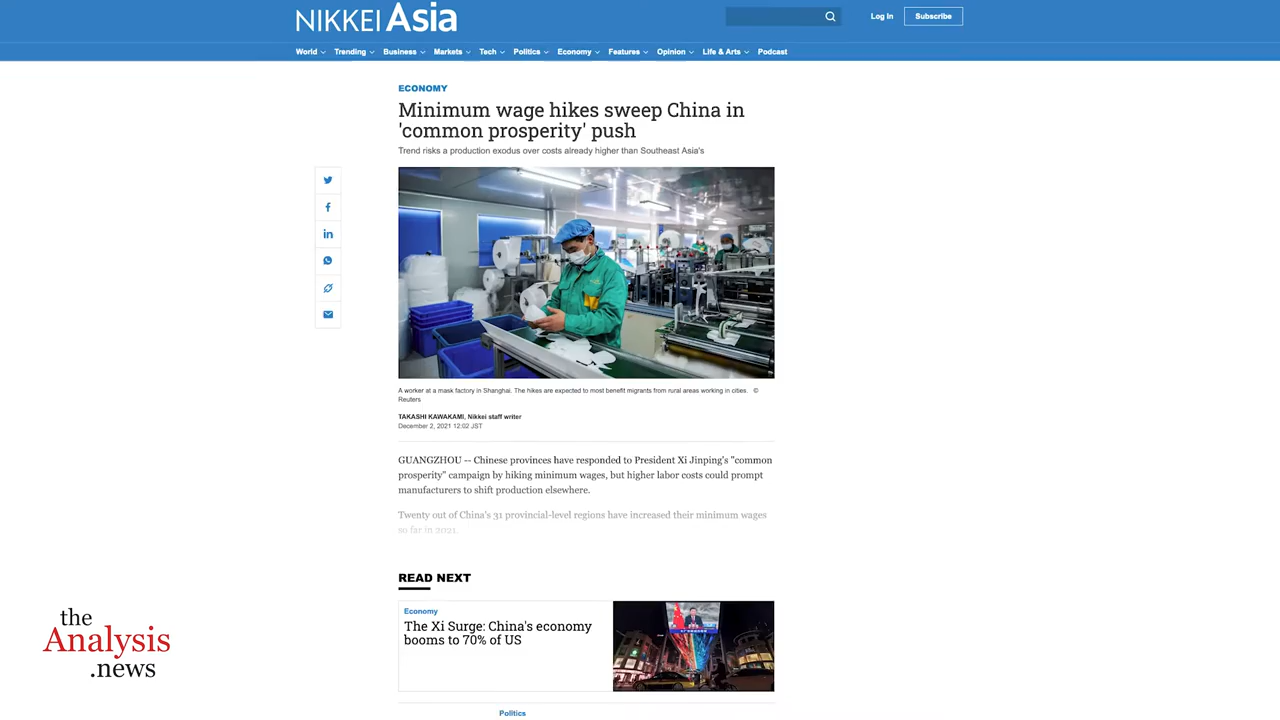 NIKKEI Asia
Log In
Subscribe
World
Trending
Business
Markets
Tech
Politics
Economy
Features
Opinion
Life & Arts
Podcast
ECONOMY
Minimum wage hikes sweep China in
'common prosperity' push
Trend risks a production exodus over costs already higher than Southeast Asia's
A worker at a mask factory in Shanghai. The hikes are expected to most benefit migrants from rural areas working in cities. ©
Reuters
TAKASHI KAWAKAMI, Nikkei staff writer
December 2, 2021 12:02 JST
GUANGZHOU -- Chinese provinces have responded to President Xi Jinping's "common
prosperity" campaign by hiking minimum wages, but higher labor costs could prompt
manufacturers to shift production elsewhere.
Twenty out of China's 31 provincial-level regions have increased their minimum wages
so far in 2021.
READ NEXT
Economy
The Xi Surge: China's economy
booms to 70% of US
Politics
the
Analysis
.news